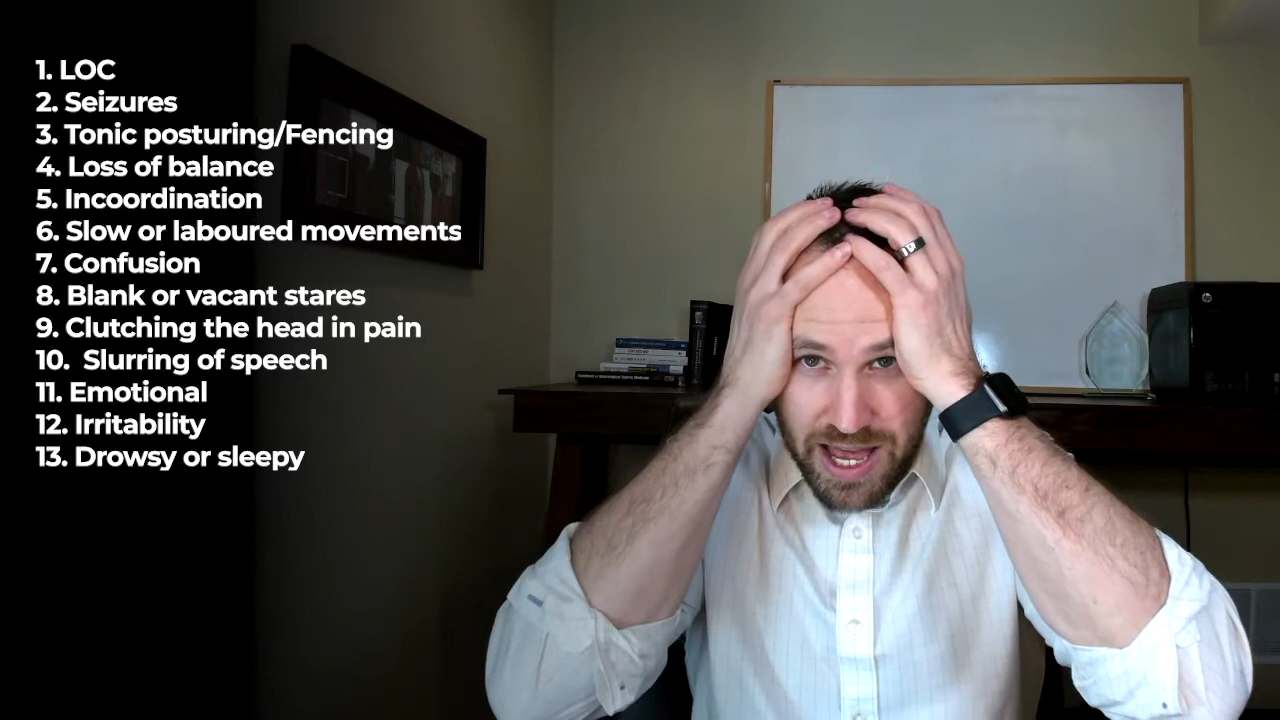 1. LOC
2. Seizures
3. Tonic posturing/Fencing
4. Loss of balance
5. Incoordination
6. Slow or laboured movements
7. Confusion
8. Blank or vacant stares
9. Clutching the head in pain
10.  Slurring of speech
11. Emotional
12. Irritability
13. Drowsy or sleepy
hp